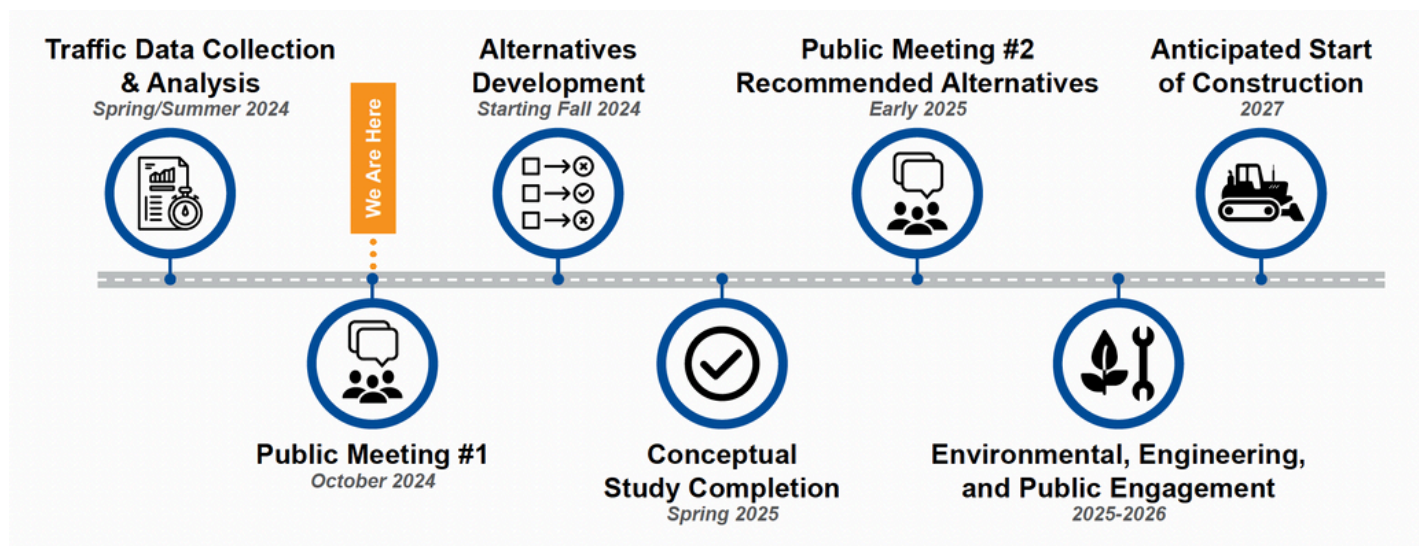 Traffic Data Collection
& Analysis
Spring/Summer 2024
We Are Here
Public Meeting #1
October 2024
Alternatives
Development
Starting Fall 2024
Conceptual
Study Completion
Spring 2025
Public Meeting #2
Recommended Alternatives
Early 2025
Environmental, Engineering,
and Public Engagement
2025-2026
Anticipated Start
of Construction
2027